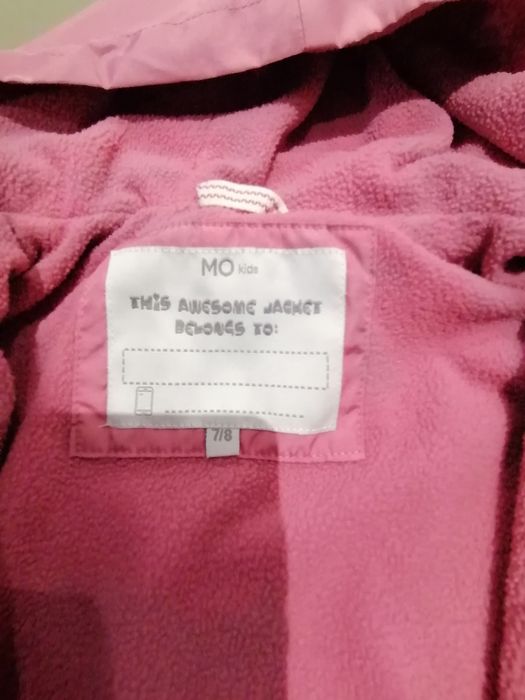 MO kids
THIS AWESOME JACKET
BELONGS TO:
7/8